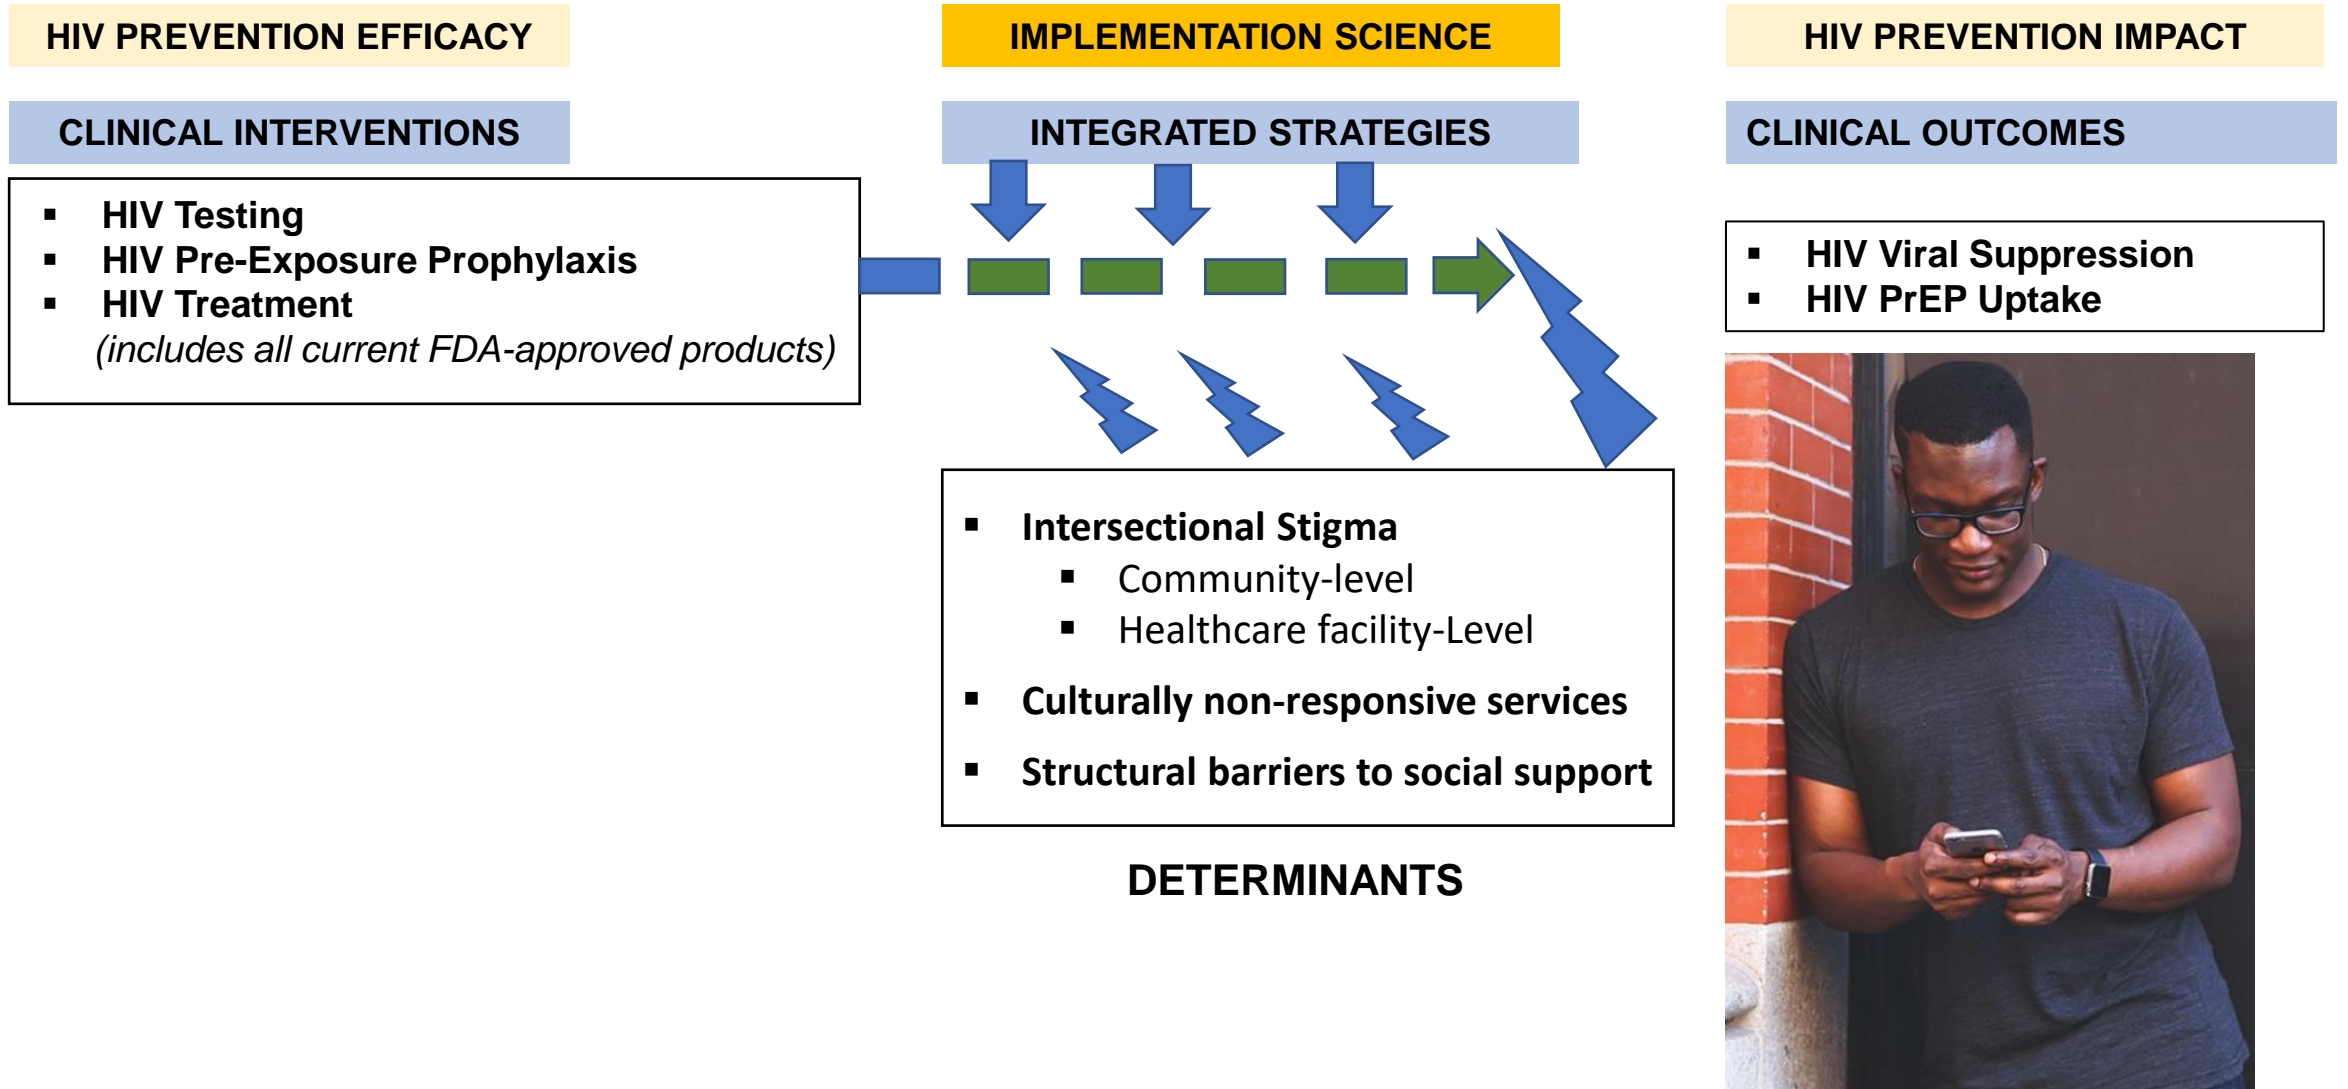 HIV PREVENTION EFFICACY
CLINICAL INTERVENTIONS
▪ HIV Testing
▪ HIV Pre-Exposure Prophylaxis
▪ HIV Treatment
(includes all current FDA-approved products)
IMPLEMENTATION SCIENCE
INTEGRATED STRATEGIES
▪ Intersectional Stigma
▪ Community-level
▪ Healthcare facility-Level
▪ Culturally non-responsive services
▪ Structural barriers to social support
DETERMINANTS
HIV PREVENTION IMPACT
CLINICAL OUTCOMES
▪ HIV Viral Suppression
▪ HIV PrEP Uptake